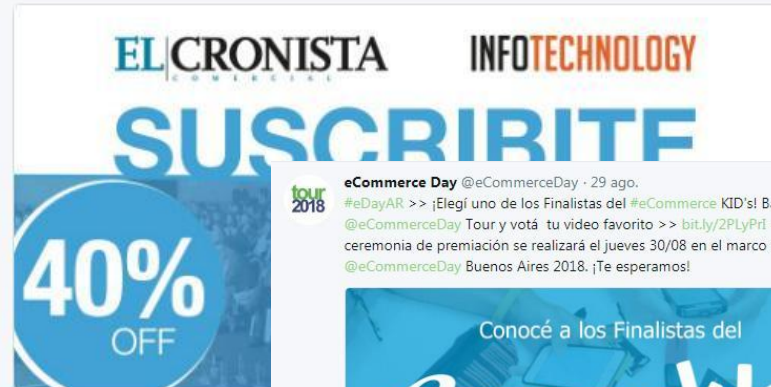 EL CRONISTA
COMERCIAL
INFOTECHNOLOGY
SUSCRIBITE
40%
OFF
tour
2018
eCommerce Day @eCommerceDay · 29 ago.
#eDayAR >> ¡Elegí uno de los Finalistas del #eCommerce KID's!
@eCommerceDay Tour y votá tu video favorito >> bit.ly/2PLyPrI
ceremonia de premiación se realizará el jueves 30/08 en el marco
@eCommerceDay Buenos Aires 2018. ¡Te esperamos!
Conocé a los Finalistas del